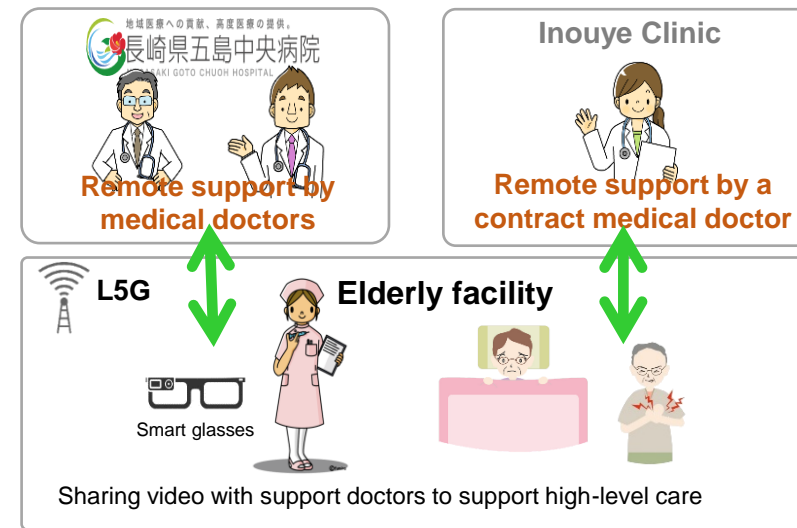 地域医療への貢献、高度医療の提供。
長崎県五島中央病院
NAGASAKI GOTO CHUOH HOSPITAL
Remote support by
medical doctors
Inouye Clinic
Remote support by a
contract medical doctor
L5G
Elderly facility
Smart glasses
Sharing video with support doctors to support high-level care